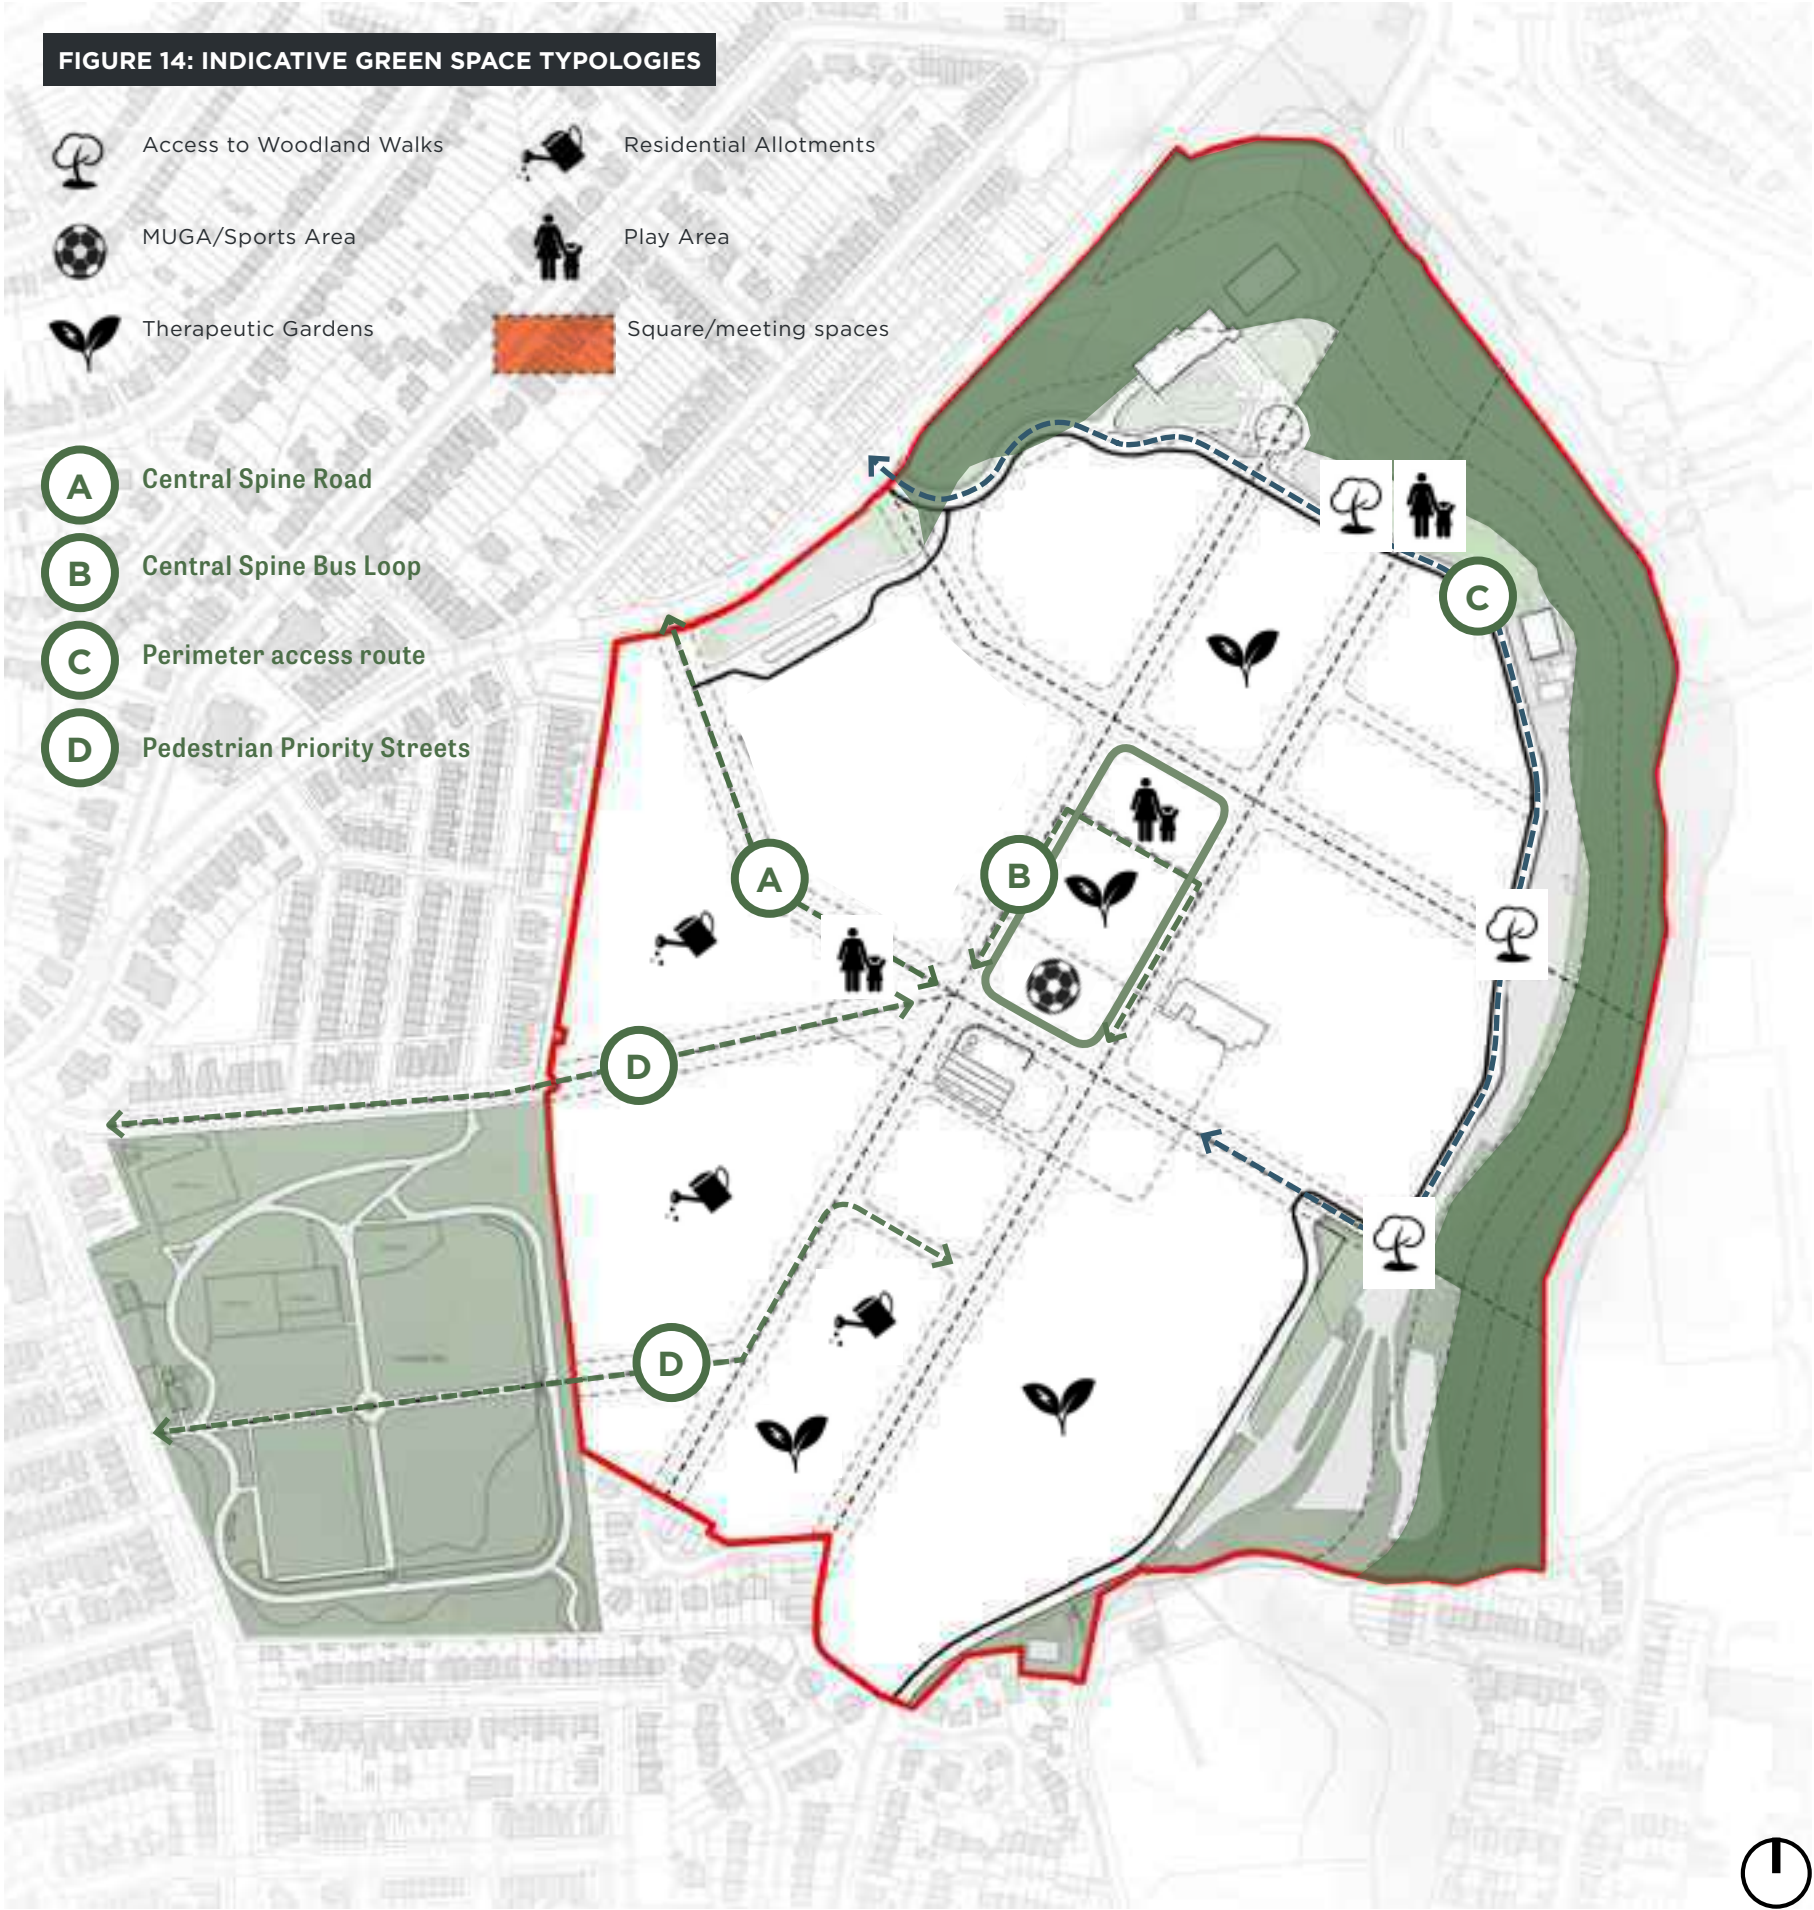 FIGURE 14: INDICATIVE GREEN SPACE TYPOLOGIES
Access to Woodland Walks
Residential Allotments
MUGA/Sports Area
Play Area
Therapeutic Gardens
Square/meeting spaces
A Central Spine Road
B Central Spine Bus Loop
C Perimeter access route
D Pedestrian Priority Streets
C
A
B
D
D